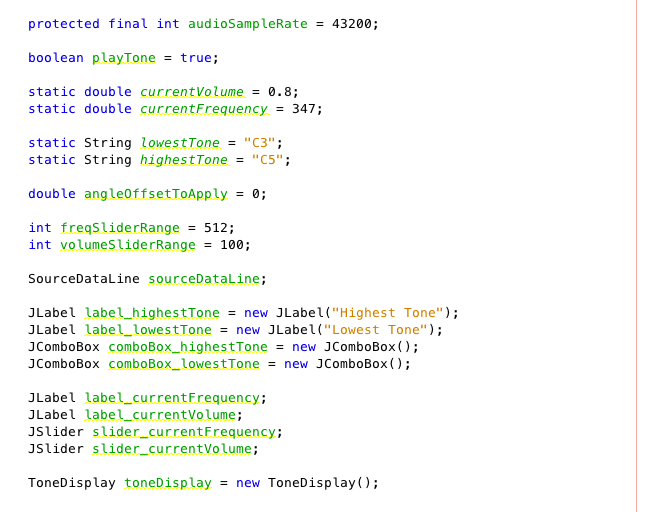 protected final int audioSampleRate = 43200;
boolean playTone = true;
static double currentVolume = 0.8;
static double currentFrequency = 347;
static String lowestTone = "C3";
static String highestTone = "C5";
double angleOffsetToApply = 0;
int freqSliderRange = 512;
int volumeSliderRange = 100;
SourceDataLine sourceDataLine;
JLabel label_highestTone = new JLabel("Highest Tone");
JLabel label_lowestTone = new JLabel("Lowest Tone");
JComboBox comboBox_highestTone = new JComboBox();
JComboBox comboBox_lowestTone = new JComboBox();
JLabel label_currentFrequency;
JLabel label_currentVolume;
JSlider slider_currentFrequency;
JSlider slider_currentVolume;
ToneDisplay toneDisplay = new ToneDisplay();